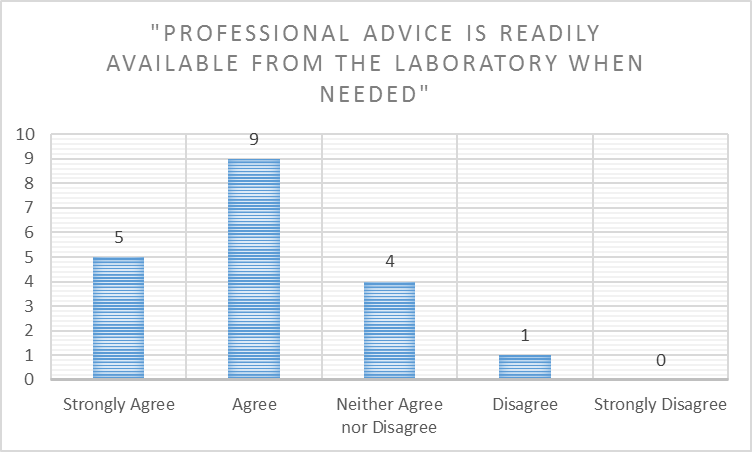 "PROFESSIONAL ADVICE IS READILY
AVAILABLE FROM THE LABORATORY WHEN
NEEDED"
10
9
8
7
6
5
4
3
2
1
0
5
9
4
1
0
Strongly Agree
Agree
Neither Agree
nor Disagree
Disagree
Strongly Disagree